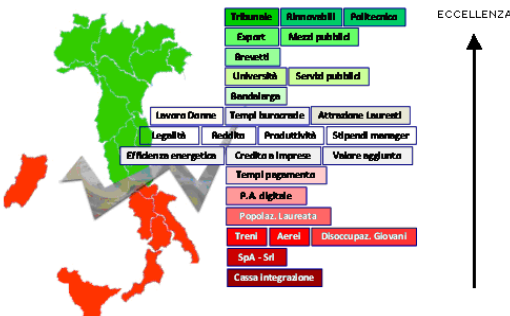 ECCELLENZA
Tribunale Rinnovabili Politecnico
Export Mezzi pubblici
Brevetti
Università Servizi pubblici
Bandalarga
Lavoro Donne Tempi burocrazie Attrazione Laureati
Legalità Reddito Produttività Stipendi manager
Efficienza energetica Credito a imprese Valore aggiunto
Tempi pagamento
P.A. digitale
Popolaz. Laureata
Treni Aerei Disoccupaz. Giovani
SpA - Srl
Cassa integrazione